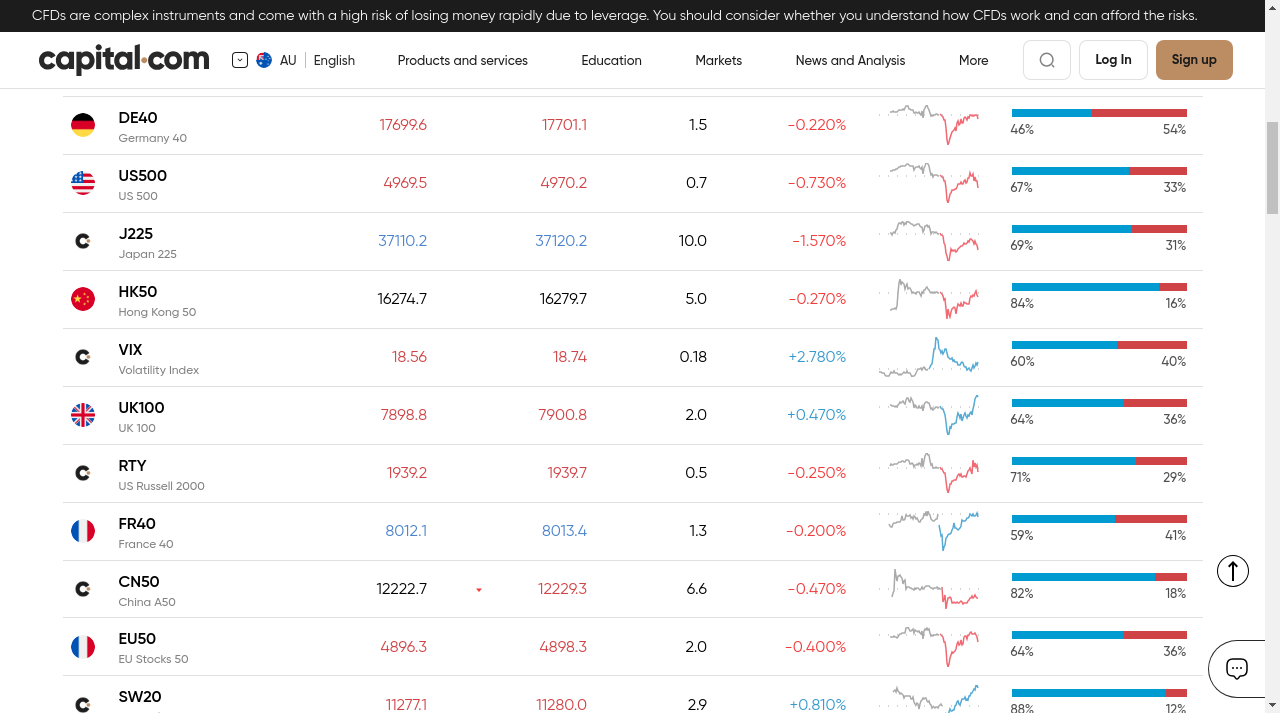 CFDs are complex instruments and come with a high risk of losing money rapidly due to leverage. You should consider whether you understand how CFDs work and can afford the risks.
capital.com AU English Products and services Education Markets News and Analysis More Log In Sign up
DE40 17699.6 17701.1 1.5 -0.220%
Germany 40 46% 54%
US500 4969.5 4970.2 0.7 -0.730%
US 500 67% 33%
J225 37110.2 37120.2 10.0 -1.570%
Japan 225 69% 31%
HK50 16274.7 16279.7 5.0 -0.270%
Hong Kong 50 84% 16%
VIX 18.56 18.74 0.18 +2.780%
Volatility Index 60% 40%
UK100 7898.8 7900.8 2.0 +0.470%
UK 100 64% 36%
RTY 1939.2 1939.7 0.5 -0.250%
US Russell 2000 71% 29%
FR40 8012.1 8013.4 1.3 -0.200%
France 40 59% 41%
CN50 12222.7 12229.3 6.6 -0.470%
China A50 82% 18%
EU50 4896.3 4898.3 2.0 -0.400%
EU Stocks 50 64% 36%
SW20 11277.1 11280.0 2.9 +0.810%
88% 12%